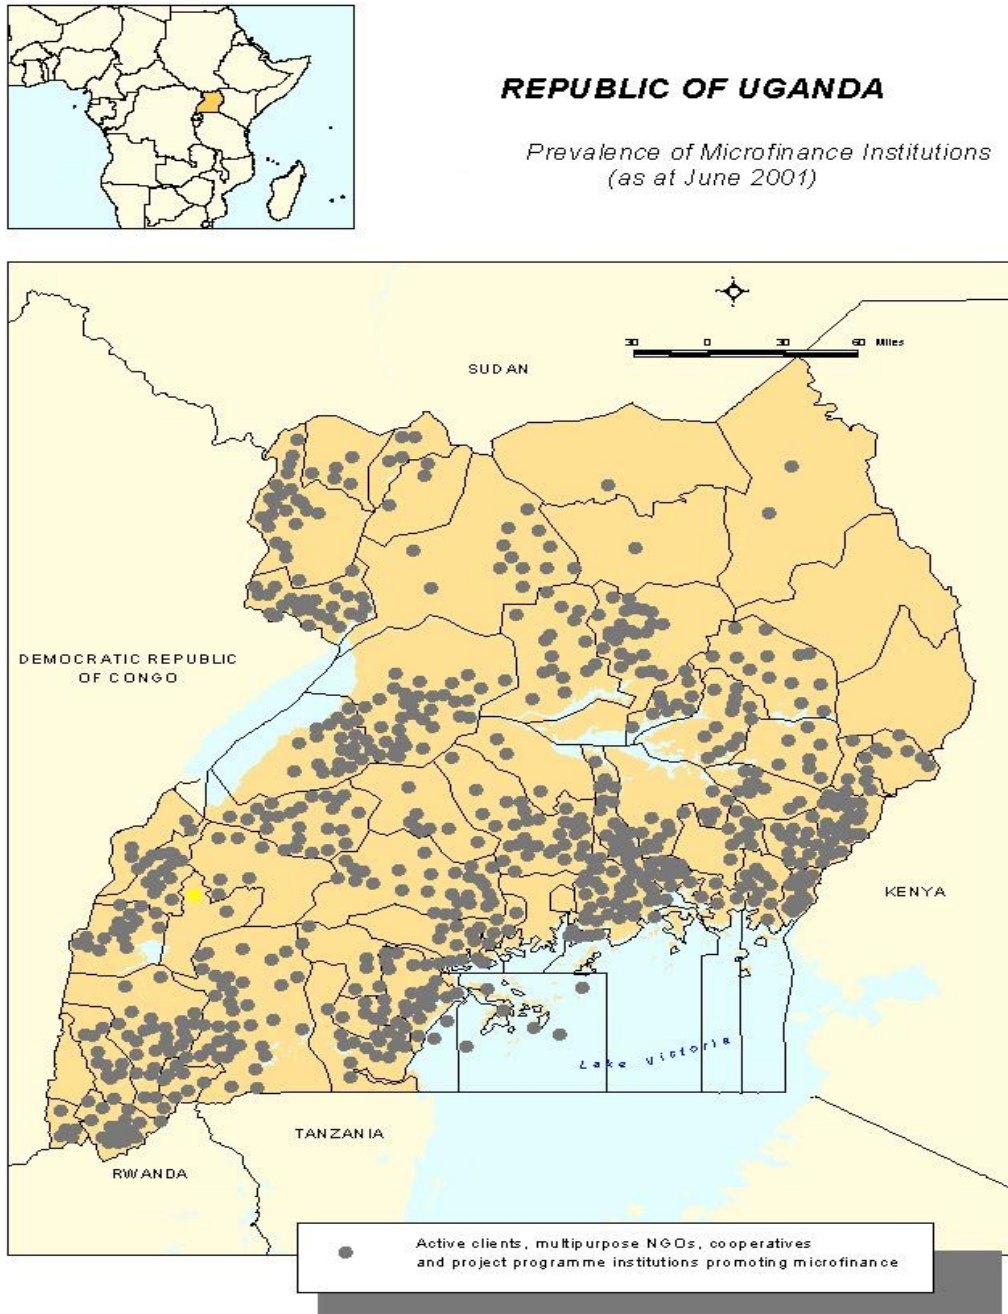 REPUBLIC OF UGANDA
Prevalence of Microfinance Institutions
(as at June 2001)
30 0 30 60 Miles
SUDAN
DEMOCRATIC REPUBLIC
OF CONGO
KENYA
Lake Victoria
TANZANIA
RWANDA
Active clients, multipurpose NGOs, cooperatives
and project programme institutions promoting microfinance